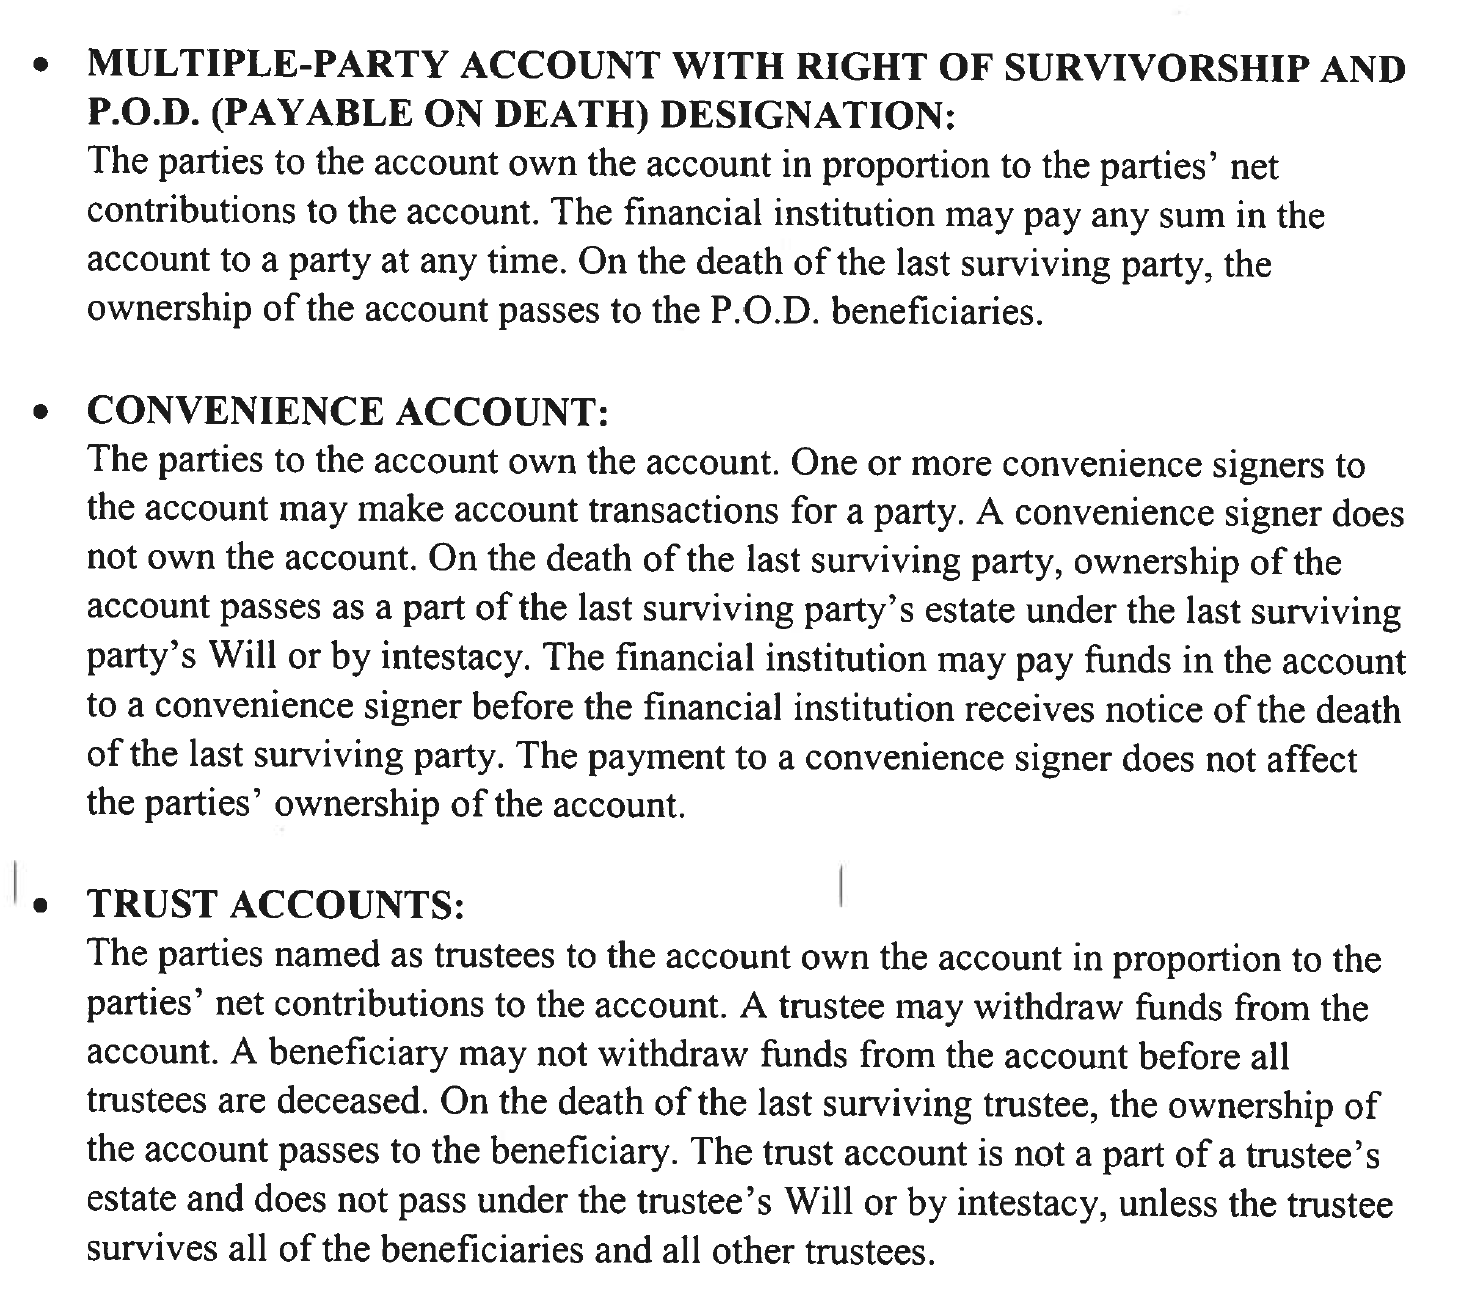 • MULTIPLE-PARTY ACCOUNT WITH RIGHT OF SURVIVORSHIP AND
P.O.D. (PAYABLE ON DEATH) DESIGNATION:
The parties to the account own the account in proportion to the parties’ net
contributions to the account. The financial institution may pay any sum in the
account to a party at any time. On the death of the last surviving party, the
ownership of the account passes to the P.O.D. beneficiaries.
• CONVENIENCE ACCOUNT:
The parties to the account own the account. One or more convenience signers to
the account may make account transactions for a party. A convenience signer does
not own the account. On the death of the last surviving party, ownership of the
account passes as a part of the last surviving party’s estate under the last surviving
party’s Will or by intestacy. The financial institution may pay funds in the account
to a convenience signer before the financial institution receives notice of the death
of the last surviving party. The payment to a convenience signer does not affect
the parties’ ownership of the account.
• TRUST ACCOUNTS:
The parties named as trustees to the account own the account in proportion to the
parties’ net contributions to the account. A trustee may withdraw funds from the
account. A beneficiary may not withdraw funds from the account before all
trustees are deceased. On the death of the last surviving trustee, the ownership of
the account passes to the beneficiary. The trust account is not a part of a trustee’s
estate and does not pass under the trustee’s Will or by intestacy, unless the trustee
survives all of the beneficiaries and all other trustees.